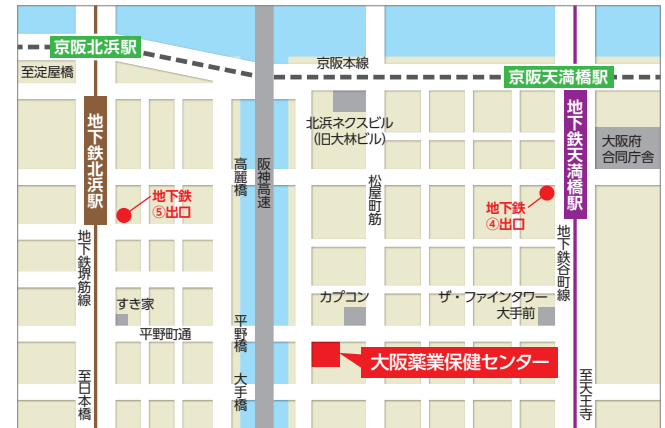 京阪北浜駅
至淀屋橋
京阪本線
京阪天満橋駅
地下鉄北浜駅
地下鉄天満橋駅
北浜ネクスビル
(旧大林ビル)
大阪府
合同庁舎
高麗橋
阪神高速
松屋町筋
地下鉄
⑤出口
地下鉄
④出口
地下鉄堺筋線
地下鉄谷町線
すき家
カプコン
ザ・ファインタワー
大手前
平野町通
平野橋
大阪薬業保健センター
至日本橋
大手橋
至天王寺